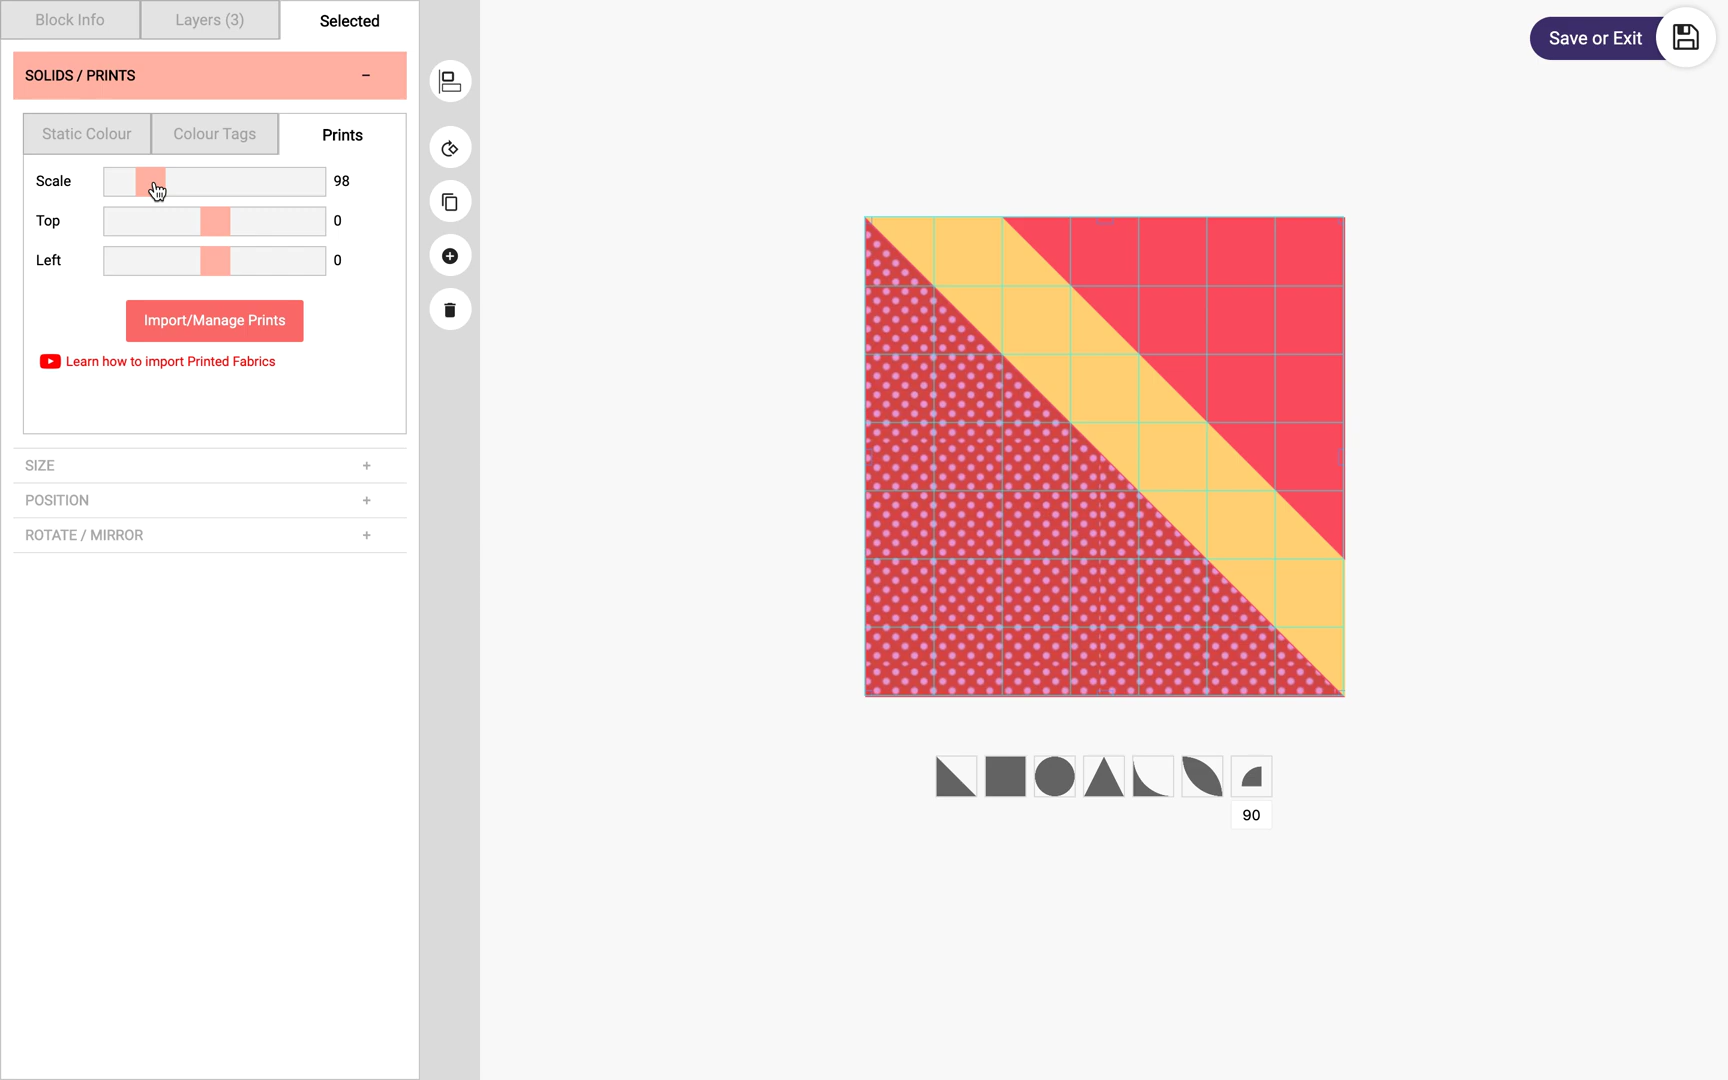 Block Info
Layers (3)
Selected
Save or Exit
SOLIDS / PRINTS
−
Static Colour
Colour Tags
Prints
Scale
98
Top
0
Left
0
Import/Manage Prints
Learn how to import Printed Fabrics
SIZE
+
POSITION
+
ROTATE / MIRROR
+
90